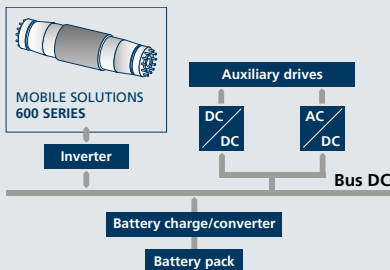 MOBILE SOLUTIONS
600 SERIES
Auxiliary drives
DC
DC
AC
DC
Inverter
Bus DC
Battery charge/converter
Battery pack